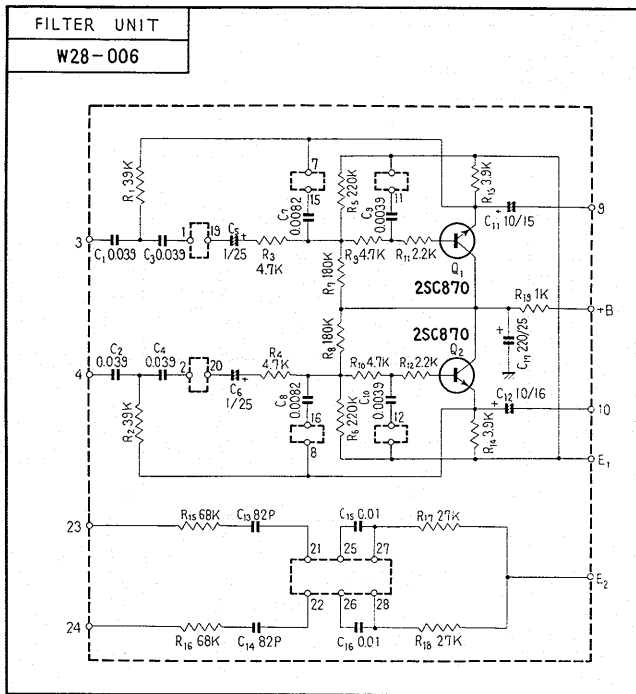 FILTER UNIT
W28-006
R1 39K
7
15
C7
0.0082
R5 220K
11
C9
0.0039
R13 3.9K
C11 10/15
+
9
3
C1 0.039
C3 0.039
1
19
C5
+
1/25
R3
4.7K
R9 4.7K
R11 2.2K
Q1
2SC870
R7 180K
R19 1K
+B
2SC870
R8 180K
+
C17 220/25
C2
0.039
C4
0.039
4
2
20
+
C6
1/25
R4
4.7K
R10 4.7K
R12 2.2K
Q2
C12 10/16
+
10
R2 39K
C8
0.0082
16
8
R6 220K
C10
0.0039
12
R14 3.9K
E1
23
R15 68K
C13 82P
21
C15 0.01
25
27
R17 27K
E2
22
26
28
24
R16 68K
C14 82P
C16 0.01
R18 27K